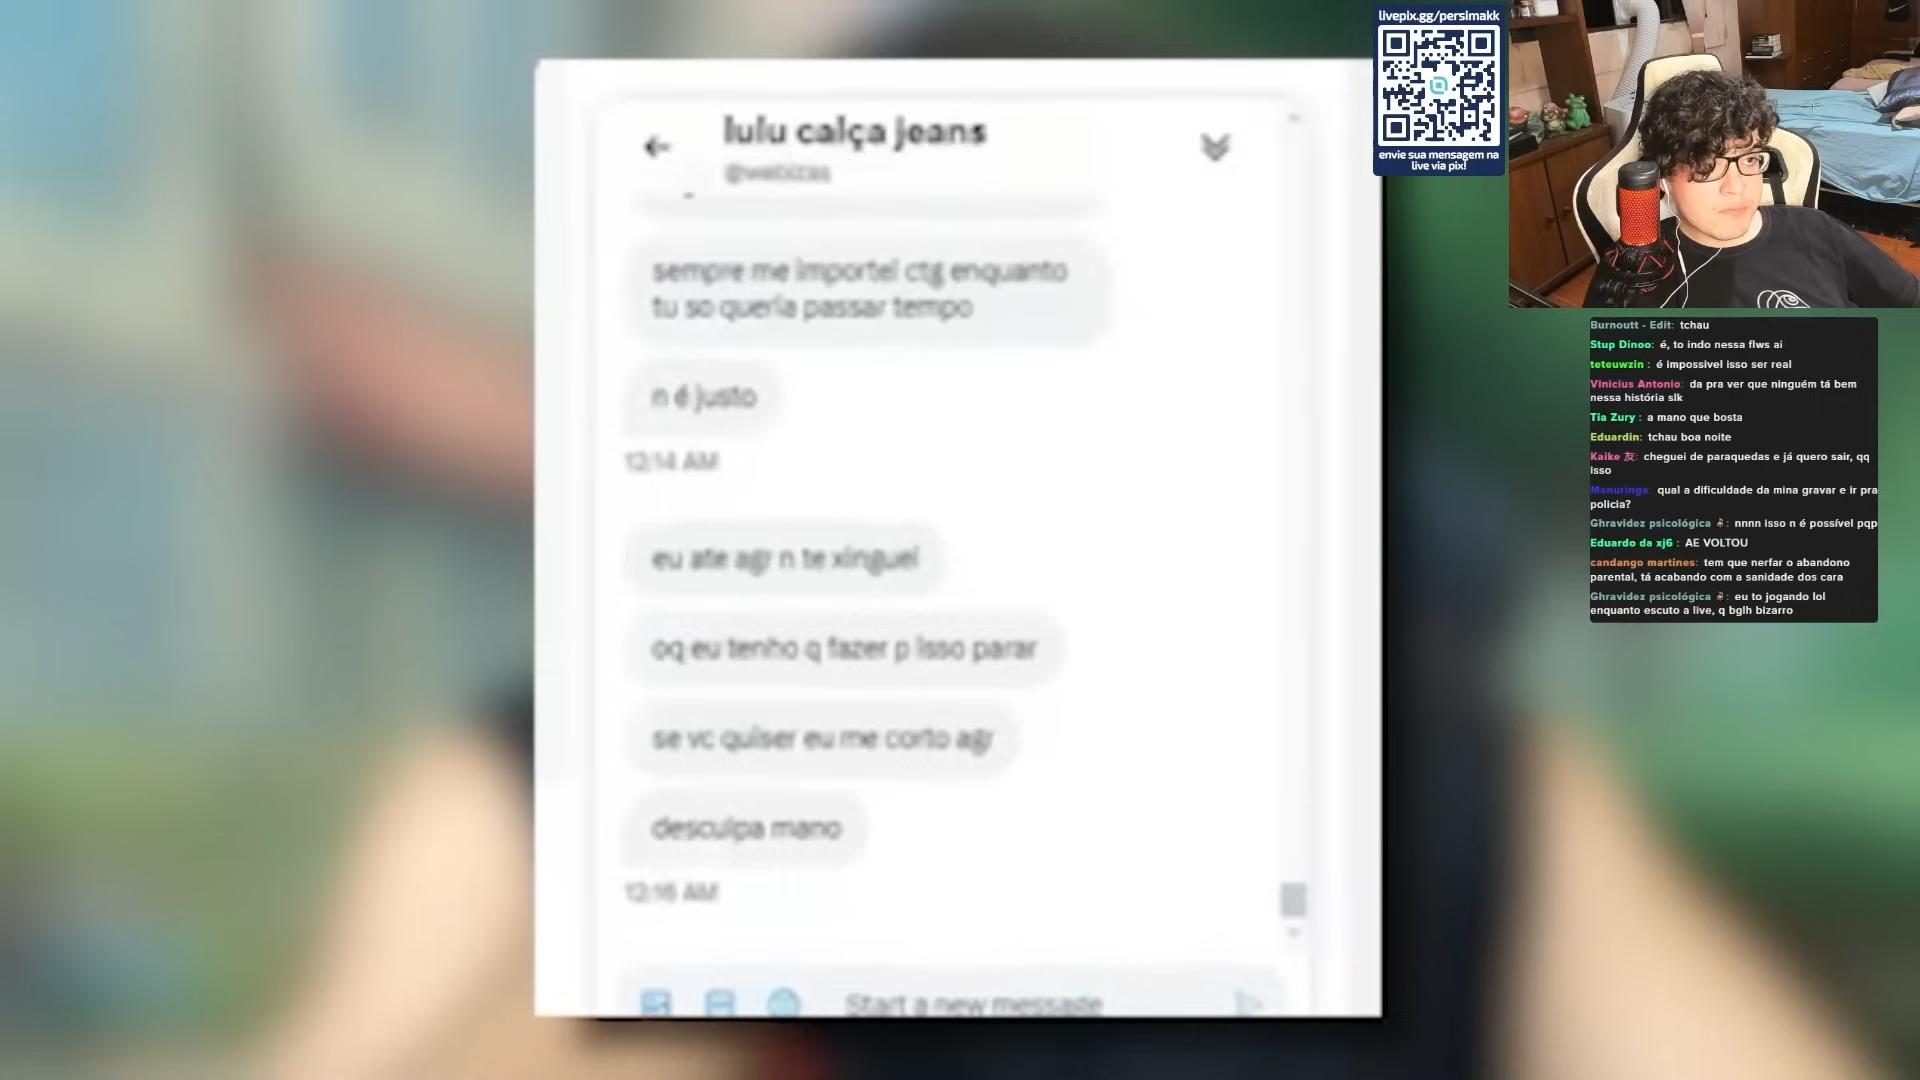 livepix.gg/persimakk
envie sua mensagem na
live via pix!
lulu calça jeans
@webizas
sempre me importei ctg enquanto
tu so queria passar tempo
n é justo
12:14 AM
eu ate agr n te xinguei
oq eu tenho q fazer p isso parar
se vc quiser eu me corto agr
desculpa mano
12:16 AM
Start a new message
Burnoutt - Edit: tchau
Stup Dinoo: é, to indo nessa flws ai
teteuwzin : é impossivel isso ser real
Vinicius Antonio: da pra ver que ninguém tá bem
nessa história slk
Tia Zury : a mano que bosta
Eduardin: tchau boa noite
Kaike 友: cheguei de paraquedas e já quero sair, qq
isso
Manuringa: qual a dificuldade da mina gravar e ir pra
policia?
Ghravidez psicológica : nnnn isso n é possível pqp
Eduardo da xj6 : AE VOLTOU
candango martines: tem que nerfar o abandono
parental, tá acabando com a sanidade dos cara
Ghravidez psicológica : eu to jogando lol
enquanto escuto a live, q bglh bizarro